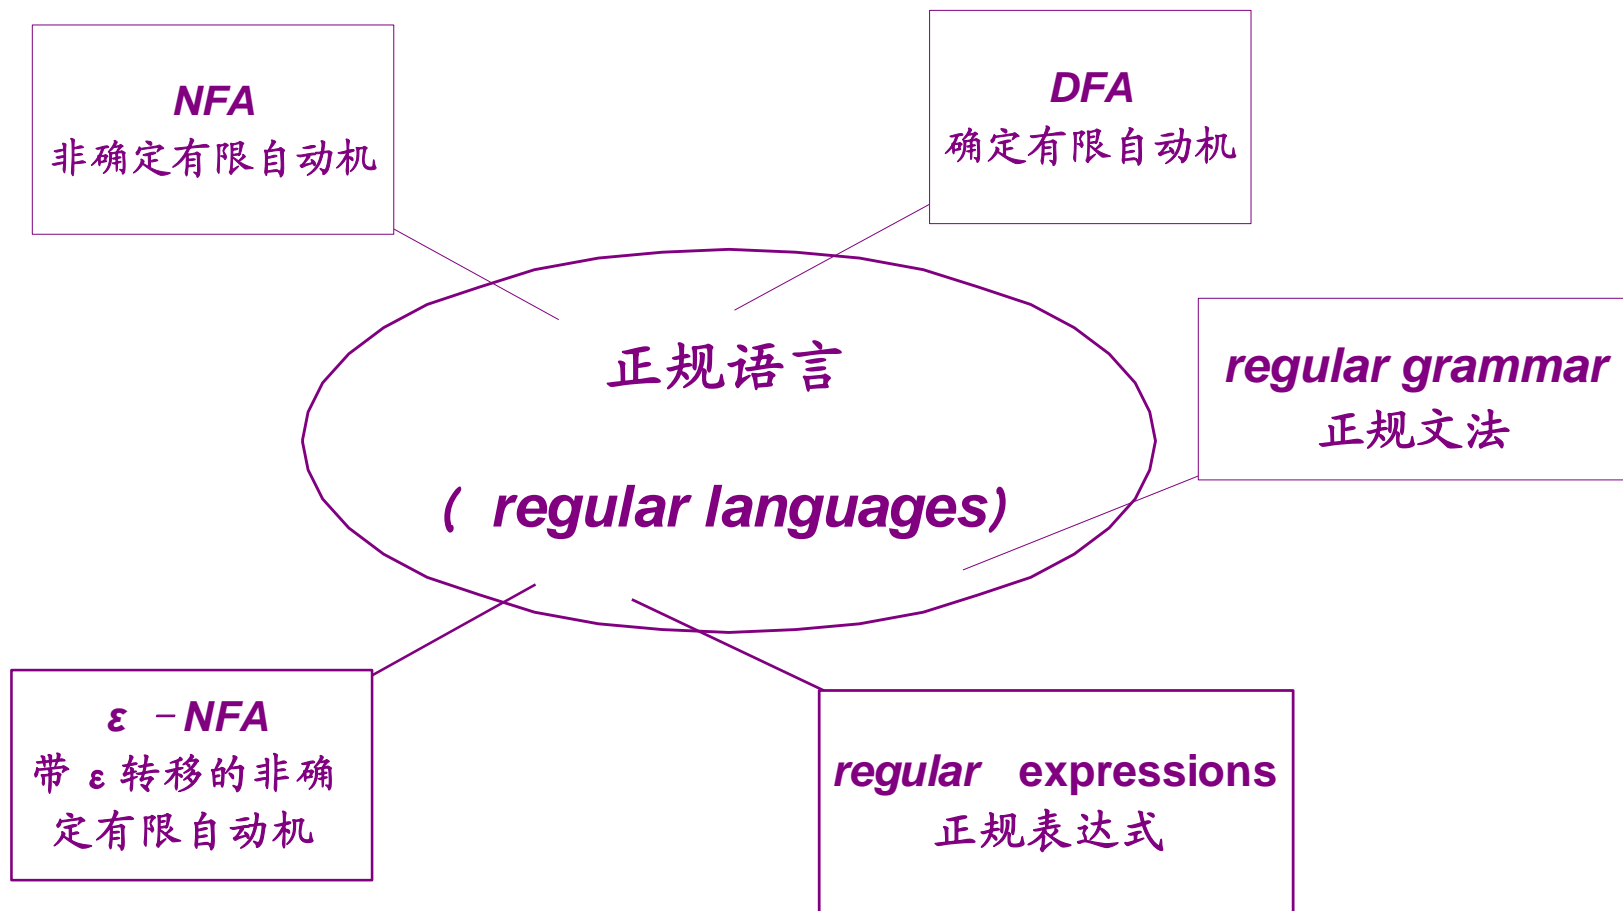 NFA
非确定有限自动机
DFA
确定有限自动机
正规语言
( regular languages)
regular grammar
正规文法
ε -NFA
带 ε 转移的非确
定有限自动机
regular expressions
正规表达式